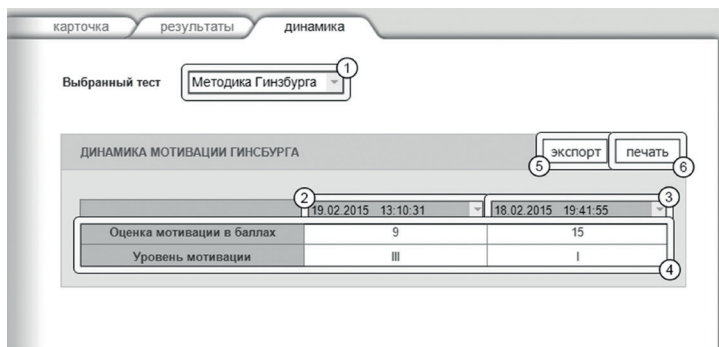 карточка результаты динамика
1
Выбранный тест Методика Гинзбурга
ДИНАМИКА МОТИВАЦИИ ГИНСБУРГА экспорт печать
5 6
2 3
19.02.2015 13:10:31 18.02.2015 19:41:55
Оценка мотивации в баллах 9 15
Уровень мотивации III I
4